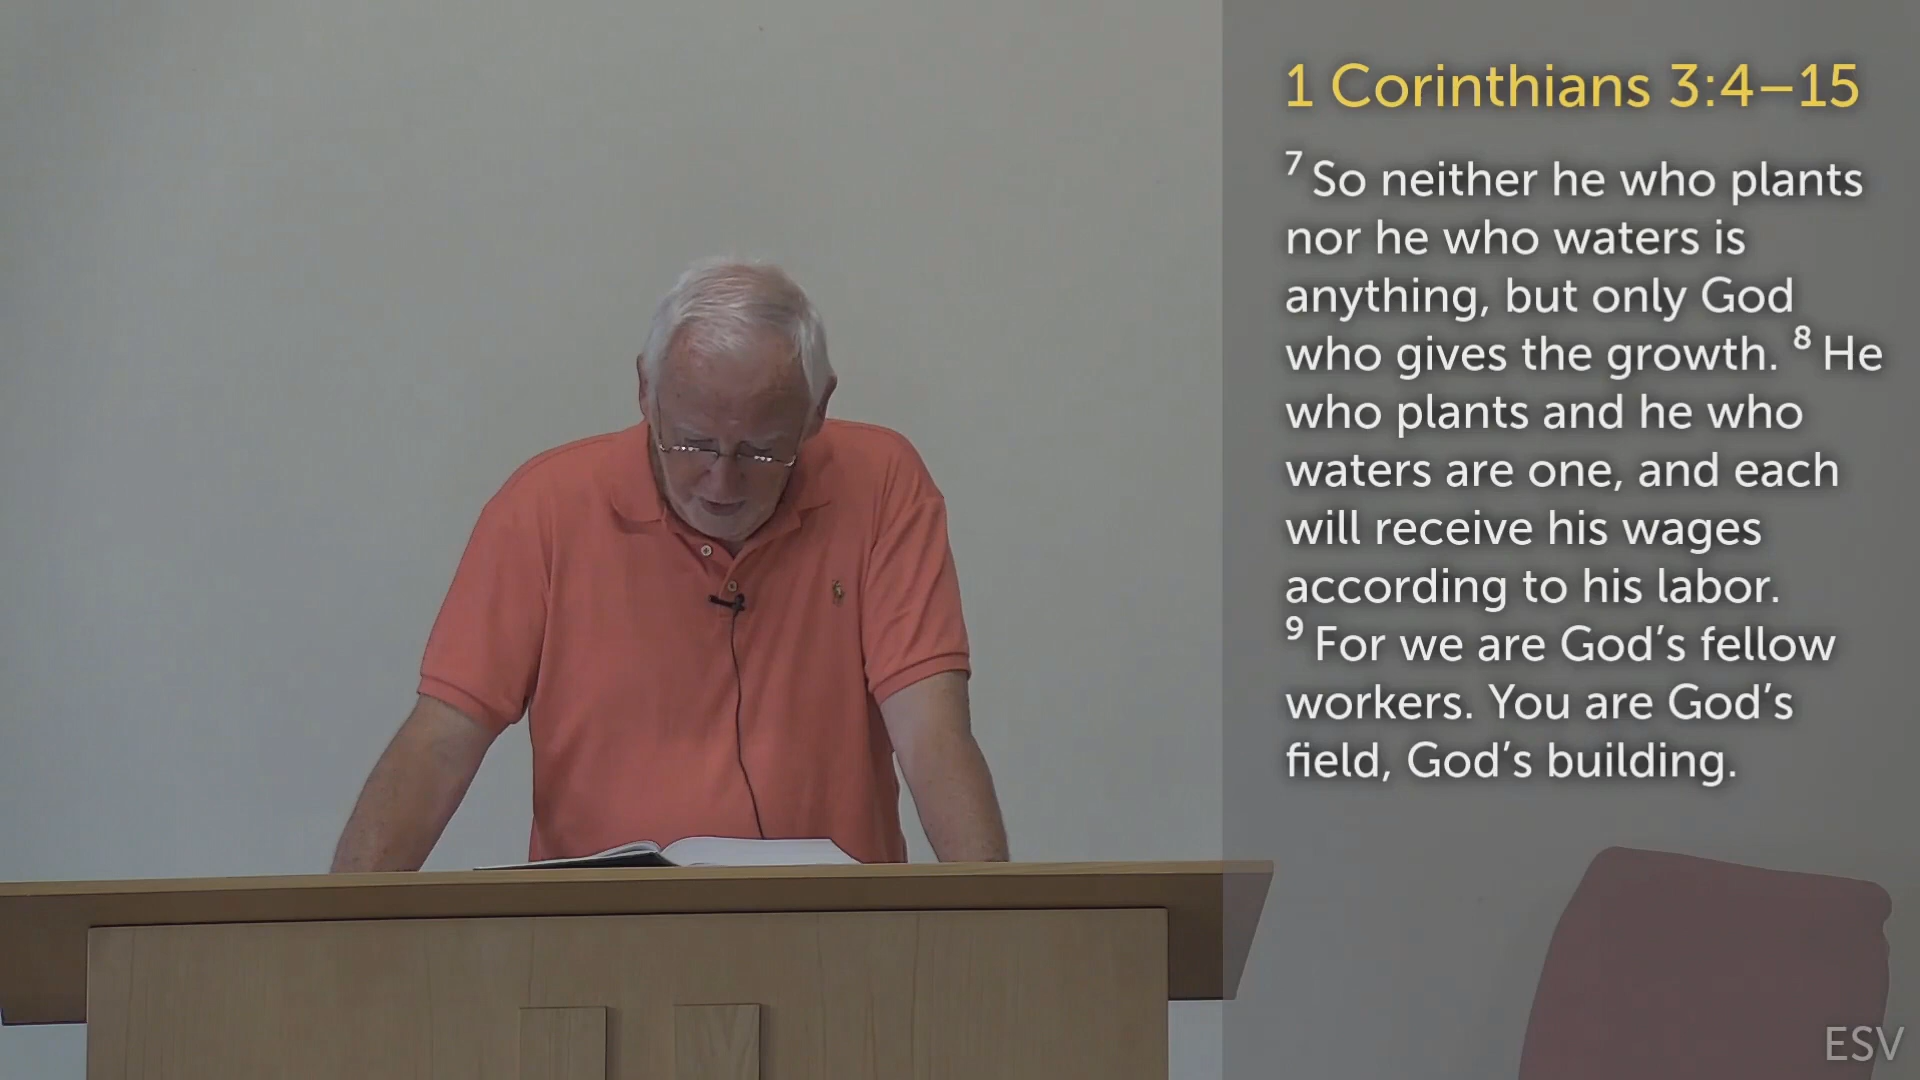 1 Corinthians 3:4–15
⁷ So neither he who plants
nor he who waters is
anything, but only God
who gives the growth. ⁸ He
who plants and he who
waters are one, and each
will receive his wages
according to his labor.
⁹ For we are God’s fellow
workers. You are God’s
field, God’s building.
ESV